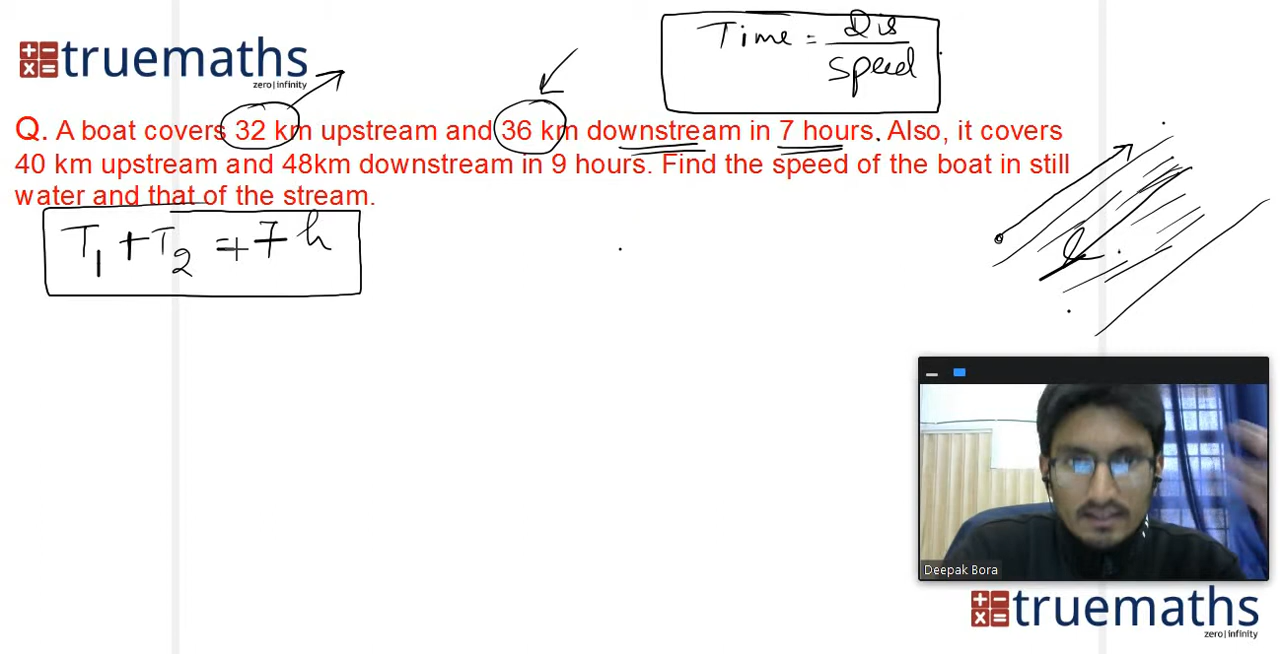 Time = Dis
speed
truemaths
zero|infinity
Q. A boat covers 32 km upstream and 36 km downstream in 7 hours. Also, it covers
40 km upstream and 48km downstream in 9 hours. Find the speed of the boat in still
water and that of the stream.
T1 + T2 = 7 h
Deepak Bora
truemaths
zero|infinity